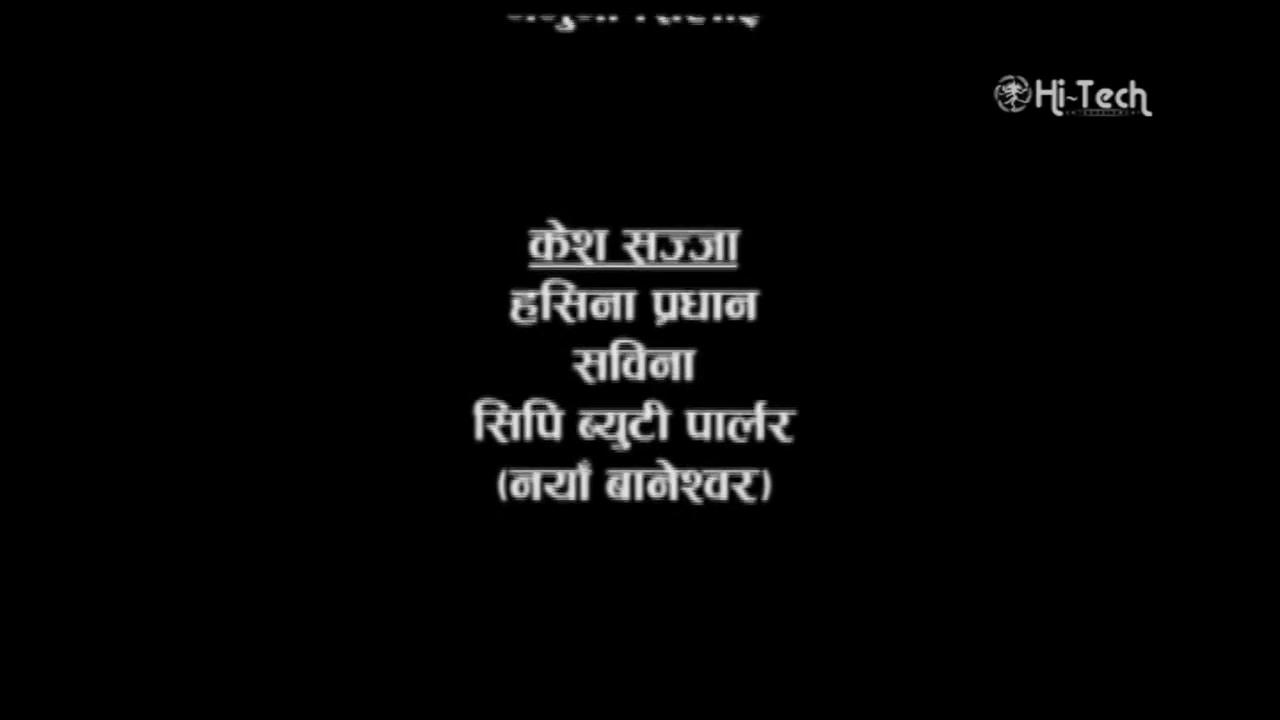 Hi~Tech
केश सज्जा
हसिना प्रधान
सविना
सिपि ब्युटी पार्लर
(नयाँ बानेश्वर)